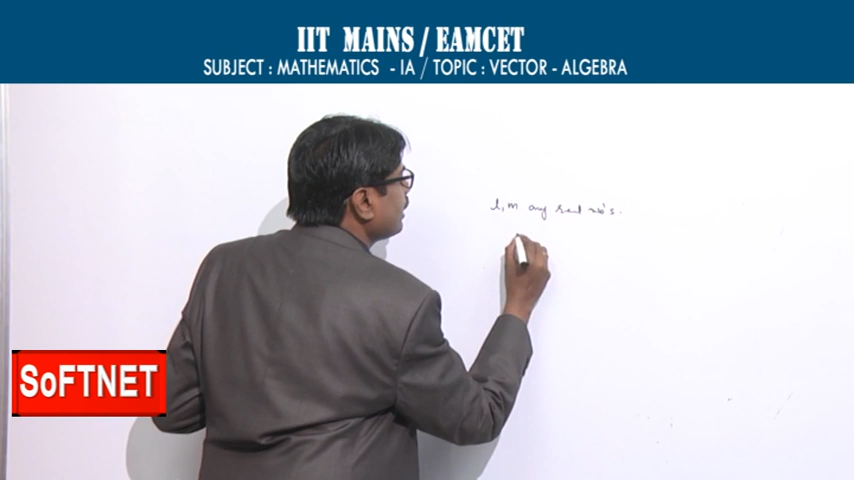 IIT MAINS / EAMCET
SUBJECT : MATHEMATICS - IA / TOPIC : VECTOR - ALGEBRA
l, m any real no's.
SoFTNET